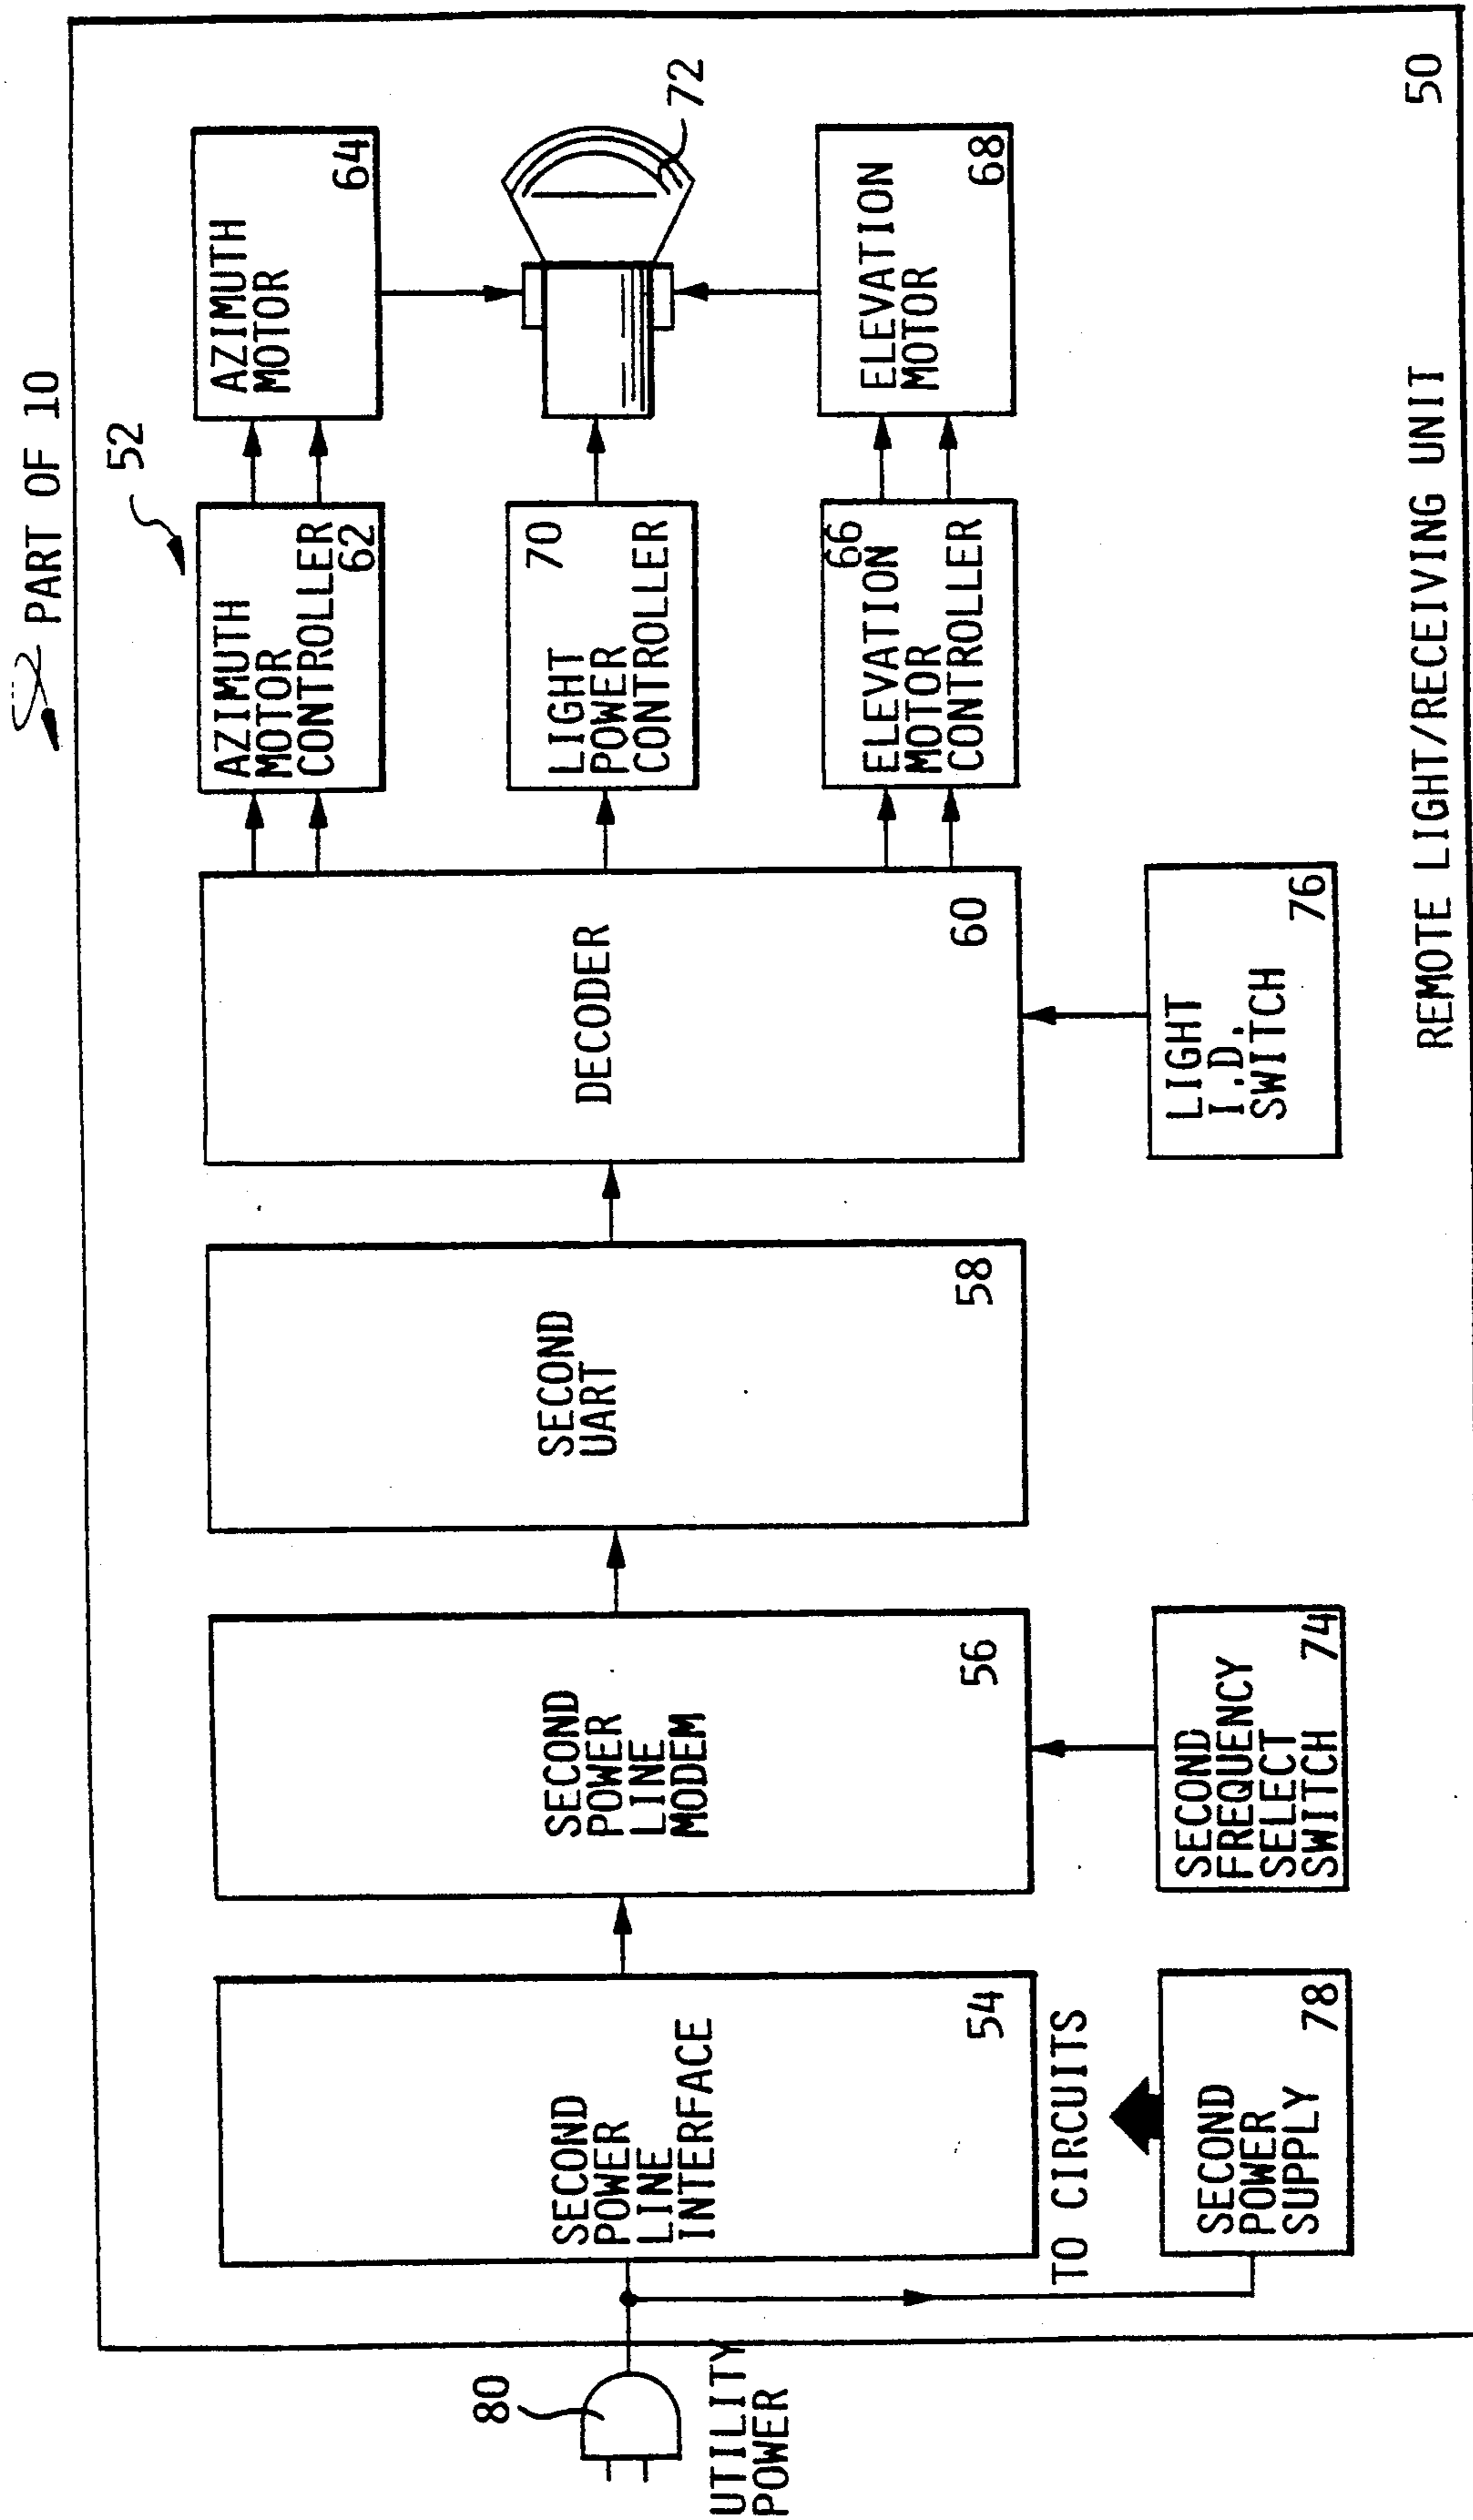 PART OF 10
52
AZIMUTH
MOTOR
CONTROLLER
62
AZIMUTH
MOTOR
64
LIGHT
POWER
CONTROLLER
70
72
ELEVATION
MOTOR
CONTROLLER
66
ELEVATION
MOTOR
68
80
UTILITY
POWER
SECOND
POWER
LINE
INTERFACE
54
SECOND
POWER
LINE
MODEM
56
SECOND
UART
58
DECODER
60
TO CIRCUITS
SECOND
POWER
SUPPLY
78
SECOND
FREQUENCY
SELECT
SWITCH
74
LIGHT
I.D.
SWITCH
76
REMOTE LIGHT/RECEIVING UNIT
50